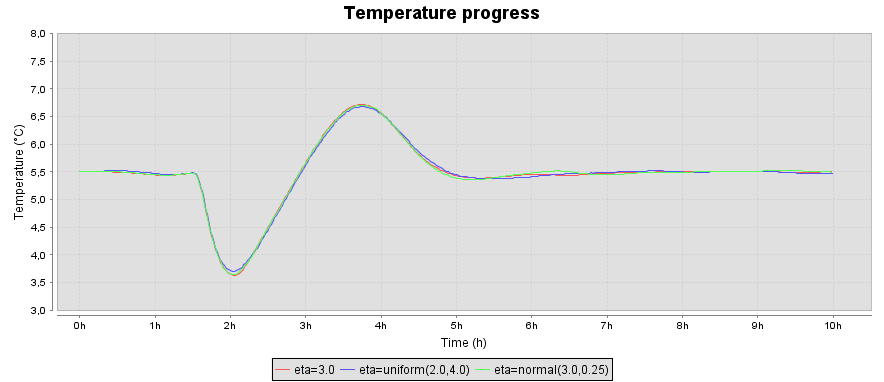 Temperature progress
8,0
7,5
7,0
6,5
6,0
5,5
5,0
4,5
4,0
3,5
3,0
Temperature (°C)
0h 1h 2h 3h 4h 5h 6h 7h 8h 9h 10h
Time (h)
eta=3.0 eta=uniform(2.0,4.0) eta=normal(3.0,0.25)